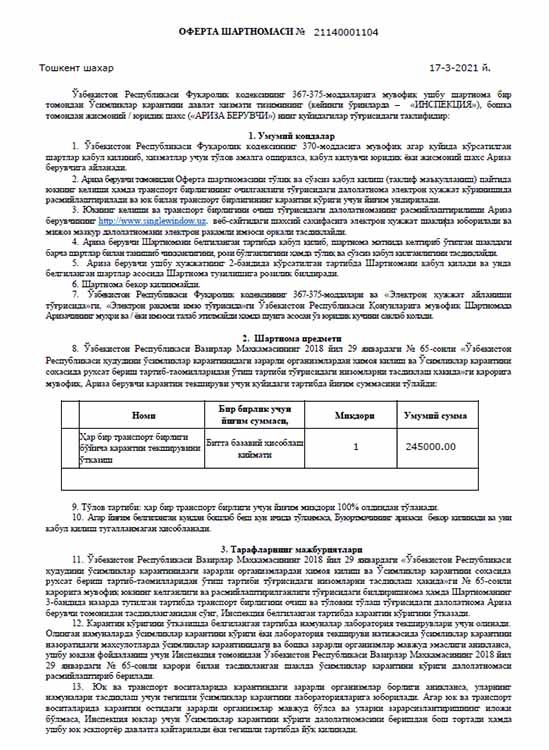 ОФЕРТА ШАРТНОМАСИ № 21140001104
Тошкент шахар 17-3-2021 й.
Ўзбекистон Республикаси Фуқаролик кодексининг 367-375-моддаларига мувофиқ ушбу шартнома бир
томондан Ўсимликлар карантини давлат хизмати тизимининг (кейинги ўринларда – «ИНСПЕКЦИЯ»), бошка
томондан жисмоний / юридик шахс («АРИЗА БЕРУВЧИ») нинг қуйидагилар тўғрисидаги таклифидир:
1. Умумий қоидалар
1. Ўзбекистон Республикаси Фуқаролик кодексининг 370-моддасига мувофиқ агар қуйида кўрсатилган
шартлар қабул қилиниб, хизматлар учун тўлов амалга оширилса, қабул қилувчи юридик ёки жисмоний шахс Ариза
берувчига айланади.
2. Ариза берувчи томонидан Оферта шартномасини тўлик ва сўзсиз қабул қилиш (таклиф маъқулланиш) пайтида
юкнинг келиши ҳамда транспорт бирлигининг очилганлиги тўғрисидаги далолатнома электрон ҳужжат кўринишида
расмийлаштирилади ва юк билан транспорт бирлигининг карантин кўриги учун йиғим ундирилади.
3. Юкнинг келиши ва транспорт бирлигини очиш тўғрисидаги далолатноманинг расмийлаштирилиши Ариза
берувчининг http://www.singlewindow.uz. веб-сайтидаги шахсий саҳифасига электрон ҳужжат шаклида юборилади ва
мижоз мазкур далолатномани электрон рақамли имзоси орқали тасдиқлайди.
4. Ариза берувчи Шартномани белгиланган тартибда қабул қилиб, шартнома матнида келтириб ўтилган шакддаги
барча шартлар билан танишиб чиққанлигини, рози бўлганлигини ҳамда тўлиқ ва сўзсиз қабул қилганлигини тасдиқлайди.
5. Ариза берувчи ушбу ҳужжатнинг 2-бандида кўрсатилган тартибда Шартномани қабул қилади ва унда
белгиланган шартлар асосида Шартнома тузилишига розилик билдиради.
6. Шартнома бекор қилинмайди.
7. Ўзбекистон Республикаси Фуқаролик кодексининг 367-375-моддалари ва «Электрон ҳужжат айланиши
тўғрисида»ги, «Электрон рақамли имзо тўғрисида»ги Ўзбекистон Республикаси Қонунларига мувофиқ Шартномада
Аризачининг муҳри ва / ёки имзоси талаб этилмайди ҳамда шунга асосан ўз юридик кучини сақлаб қолади.
2. Шартнома предмети
8. Ўзбекистон Республикаси Вазирлар Маҳкамасининг 2018 йил 29 январдаги № 65-сонли «Ўзбекистон
Республикаси ҳудудини ўсимликлар карантинидаги зарарли организмлардан ҳимоя қилиш ва Ўсимликлар карантини
соҳасида рухсат бериш тартиб-таомилларидан ўтиш тартиби тўғрисидаги низомларни тасдиқлаш ҳақида»ги қарорига
мувофиқ, Ариза берувчи карантин текшируви учун қуйидаги тартибда йиғим суммасини тўлайди:
Номи Бир бирлик учун йиғим суммаси, Миқдори Умумий сумма
Ҳар бир транспорт бирлиги бўйича карантин текширувини ўтказиш Битта базавий ҳисоблаш қиймати 1 245000.00
9. Тўлов тартиби: ҳар бир транспорт бирлиги учун йиғим миқдори 100% олдиндан тўланади.
10. Агар йиғим белгиланган кундан бошлаб беш кун ичида тўланмаса, Буюртмачининг аризаси бекор қилинади ва уни
қабул қилиш тугалланмаган ҳисобланади.
3. Тарафларнинг мажбуриятлари
11. Ўзбекистон Республикаси Вазирлар Маҳкамасининг 2018 йил 29 январдаги «Ўзбекистон Республикаси
ҳудудини ўсимликлар карантинидаги зарарли организмлардан ҳимоя қилиш ва Ўсимликлар карантини соҳасида
рухсат бериш тартиб-таомилларидан ўтиш тартиби тўғрисидаги низомларни тасдиқлаш ҳақида»ги № 65-сонли
қарорига мувофиқ юкнинг келганлиги ва расмийлаштирилганлиги тўғрисидаги билдиришнома ҳамда Шартноманинг
3-бандида назарда тутилган тартибда транспорт бирлигини очиш ва тўловни тўлаш тўғрисидаги далолатнома Ариза
берувчи томонидан тасдиқлангандан сўнг, Инспекция белгиланган тартибда карантин кўригини ўтказади.
12. Карантин кўригини ўтказишда белгиланган тартибда намуналар лаборатория текширувлари учун олинади.
Олинган намуналарда ўсимликлар карантини кўриги ёки лаборатория текшируви натижасида ўсимликлар карантини
назоратидаги маҳсулотларда ўсимликлар карантинидаги ва бошқа зарарли организмлар мавжуд эмаслиги аниқланса,
ушбу юкдан фойдаланишга Инспекция томонидан Ўзбекистон Республикаси Вазирлар Маҳкамасининг 2018 йил
29 январдаги № 65-сонли қарори билан тасдиқланган шаклда ўсимликлар карантини кўриги далолатномаси
расмийлаштириб берилади.
13. Юк ва транспорт воситаларида карантиндаги зарарли организмлар борлиги аниқланса, уларнинг
намуналари тасдиқлаш учун тегишли ўсимликлар карантини лабораторияларига юборилади. Агар юк ва транспорт
воситаларида карантин остидаги зарарли организмлар мавжуд бўлса ва уларни зарарсизлантиришнинг иложи
бўлмаса, Инспекция юклар учун Ўсимликлар карантини кўриги далолатномасини беришдан бош тортади ҳамда
ушбу юк экспортёр давлатга қайтарилади ёки тегишли тартибда йўқ қилинади.